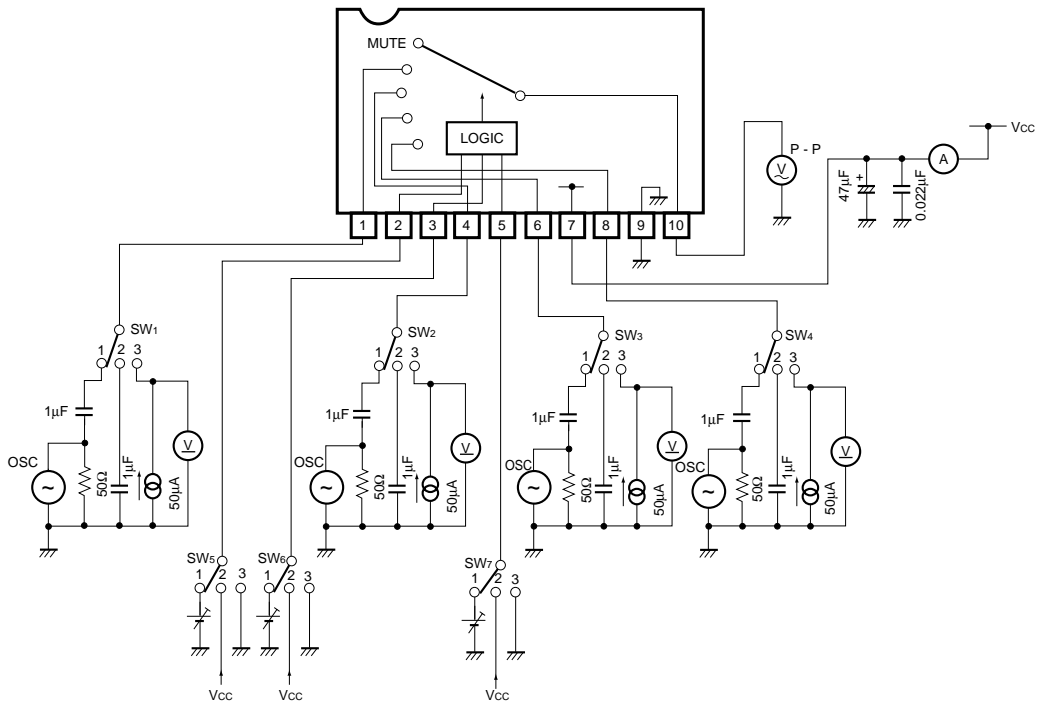 MUTE
LOGIC
1 2 3 4 5 6 7 8 9 10
P - P
V
A
VCC
47µF
+
0.022µF
SW1
1 2 3
1µF
OSC
50Ω
1µF
50µA
V
SW2
1 2 3
1µF
OSC
50Ω
1µF
50µA
V
SW3
1 2 3
1µF
OSC
50Ω
1µF
50µA
V
SW4
1 2 3
1µF
OSC
50Ω
1µF
50µA
V
SW5
1 2 3
VCC
SW6
1 2 3
VCC
SW7
1 2 3
VCC